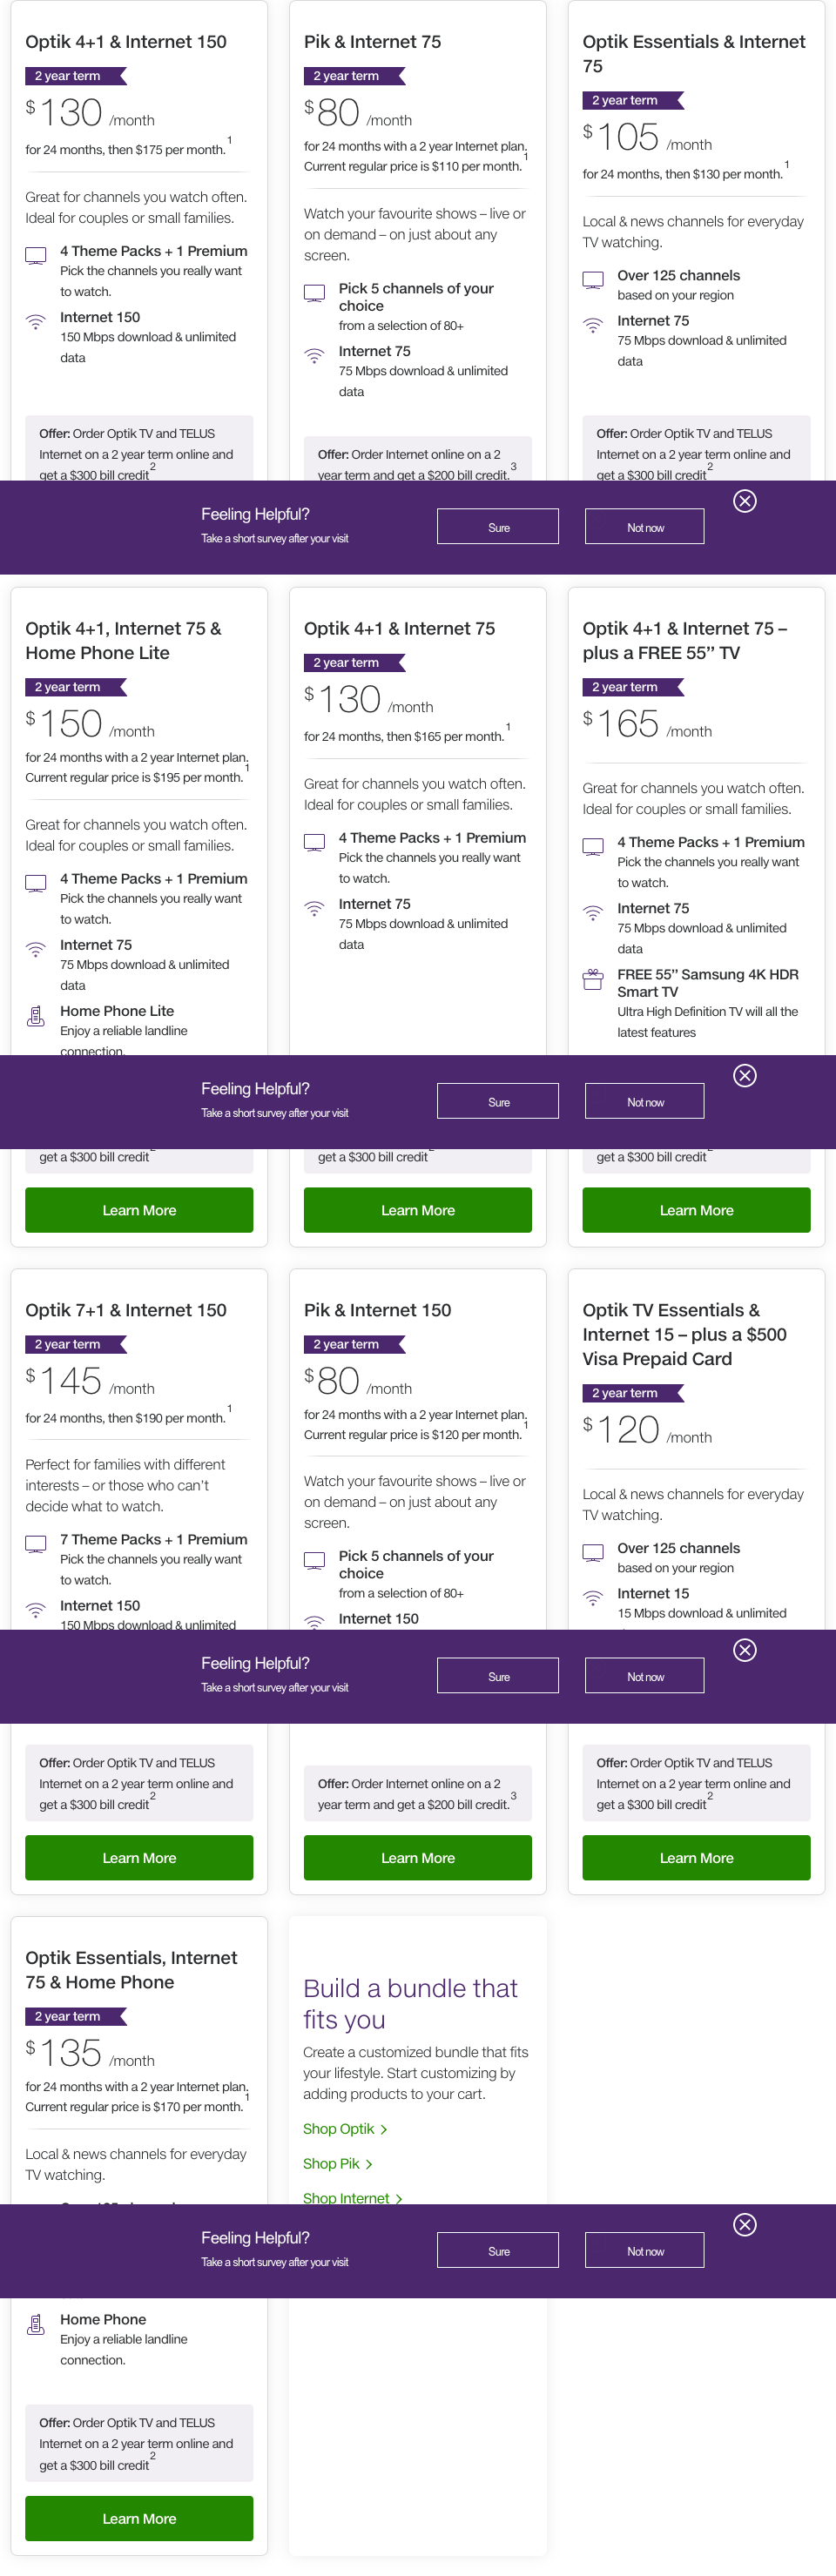 Optik 4+1 & Internet 150
2 year term
$130 /month
for 24 months, then $175 per month.1
Great for channels you watch often.
Ideal for couples or small families.
4 Theme Packs + 1 Premium
Pick the channels you really want
to watch.
Internet 150
150 Mbps download & unlimited
data
Offer: Order Optik TV and TELUS
Internet on a 2 year term online and
get a $300 bill credit2
Pik & Internet 75
2 year term
$80 /month
for 24 months with a 2 year Internet plan.
Current regular price is $110 per month.1
Watch your favourite shows – live or
on demand – on just about any
screen.
Pick 5 channels of your
choice
from a selection of 80+
Internet 75
75 Mbps download & unlimited
data
Offer: Order Internet online on a 2
year term and get a $200 bill credit.3
Optik Essentials & Internet
75
2 year term
$105 /month
for 24 months, then $130 per month.1
Local & news channels for everyday
TV watching.
Over 125 channels
based on your region
Internet 75
75 Mbps download & unlimited
data
Offer: Order Optik TV and TELUS
Internet on a 2 year term online and
get a $300 bill credit2
Feeling Helpful?
Take a short survey after your visit
Sure
Not now
Optik 4+1, Internet 75 &
Home Phone Lite
2 year term
$150 /month
for 24 months with a 2 year Internet plan.
Current regular price is $195 per month.1
Great for channels you watch often.
Ideal for couples or small families.
4 Theme Packs + 1 Premium
Pick the channels you really want
to watch.
Internet 75
75 Mbps download & unlimited
data
Home Phone Lite
Enjoy a reliable landline
connection.
Optik 4+1 & Internet 75
2 year term
$130 /month
for 24 months, then $165 per month.1
Great for channels you watch often.
Ideal for couples or small families.
4 Theme Packs + 1 Premium
Pick the channels you really want
to watch.
Internet 75
75 Mbps download & unlimited
data
Optik 4+1 & Internet 75 –
plus a FREE 55” TV
2 year term
$165 /month
Great for channels you watch often.
Ideal for couples or small families.
4 Theme Packs + 1 Premium
Pick the channels you really want
to watch.
Internet 75
75 Mbps download & unlimited
data
FREE 55” Samsung 4K HDR
Smart TV
Ultra High Definition TV will all the
latest features
Feeling Helpful?
Take a short survey after your visit
Sure
Not now
get a $300 bill credit
Learn More
get a $300 bill credit
Learn More
get a $300 bill credit
Learn More
Optik 7+1 & Internet 150
2 year term
$145 /month
for 24 months, then $190 per month.1
Perfect for families with different
interests – or those who can't
decide what to watch.
7 Theme Packs + 1 Premium
Pick the channels you really want
to watch.
Internet 150
150 Mbps download & unlimited
Pik & Internet 150
2 year term
$80 /month
for 24 months with a 2 year Internet plan.
Current regular price is $120 per month.1
Watch your favourite shows – live or
on demand – on just about any
screen.
Pick 5 channels of your
choice
from a selection of 80+
Internet 150
Optik TV Essentials &
Internet 15 – plus a $500
Visa Prepaid Card
2 year term
$120 /month
Local & news channels for everyday
TV watching.
Over 125 channels
based on your region
Internet 15
15 Mbps download & unlimited
Feeling Helpful?
Take a short survey after your visit
Sure
Not now
Offer: Order Optik TV and TELUS
Internet on a 2 year term online and
get a $300 bill credit2
Learn More
Offer: Order Internet online on a 2
year term and get a $200 bill credit.3
Learn More
Offer: Order Optik TV and TELUS
Internet on a 2 year term online and
get a $300 bill credit2
Learn More
Optik Essentials, Internet
75 & Home Phone
2 year term
$135 /month
for 24 months with a 2 year Internet plan.
Current regular price is $170 per month.1
Local & news channels for everyday
TV watching.
Build a bundle that
fits you
Create a customized bundle that fits
your lifestyle. Start customizing by
adding products to your cart.
Shop Optik
Shop Pik
Shop Internet
Feeling Helpful?
Take a short survey after your visit
Sure
Not now
Home Phone
Enjoy a reliable landline
connection.
Offer: Order Optik TV and TELUS
Internet on a 2 year term online and
get a $300 bill credit2
Learn More